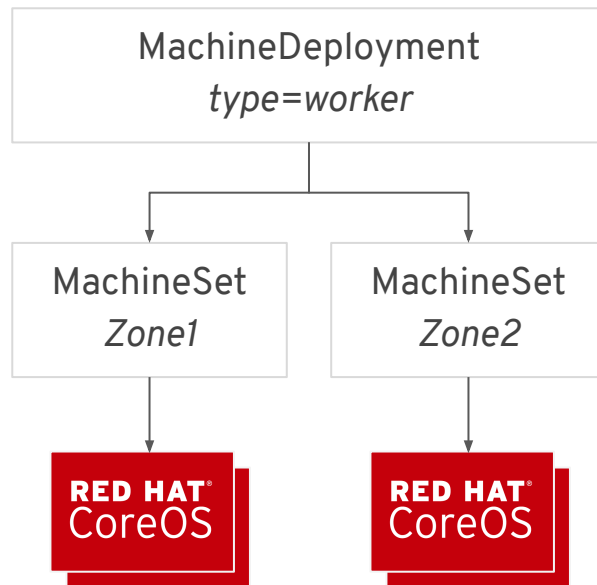 MachineDeployment
type=worker
MachineSet
Zone1
MachineSet
Zone2
RED HAT®
CoreOS
RED HAT®
CoreOS